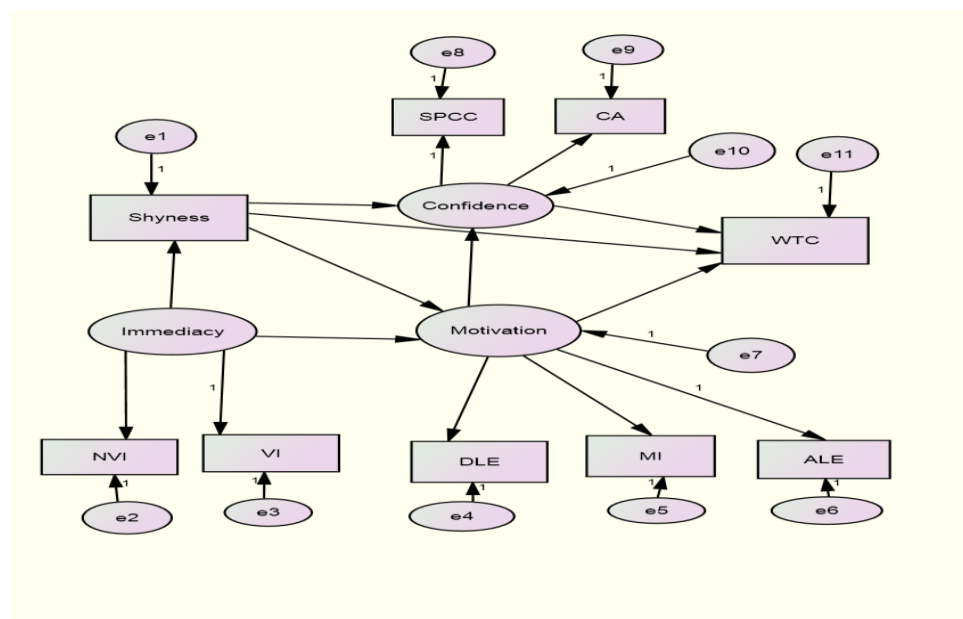 e8
e9
1
1
SPCC
CA
e1
e10
e11
1
1
1
1
Shyness
Confidence
WTC
Immediacy
Motivation
1
e7
1
1
NVI
VI
DLE
MI
ALE
1
1
1
1
1
e2
e3
e4
e5
e6